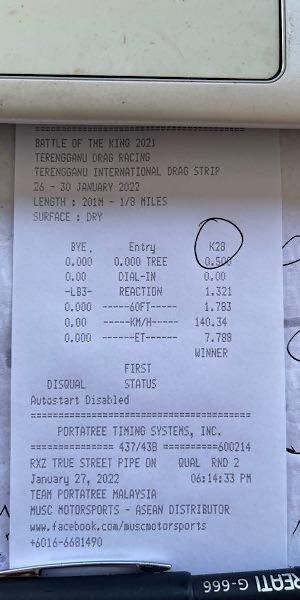 BATTLE OF THE KING 2021
TERENGGANU DRAG RACING
TERENGGANU INTERNATIONAL DRAG STRIP
26 - 30 JANUARY 2022
LENGTH : 201M - 1/8 MILES
SURFACE : DRY
BYE. Entry K28
0.000 0.000 TREE 0.500
0.00 DIAL-IN 0.00
-LB3- REACTION 1.321
0.000 -----60FT----- 1.783
0.00 -----KM/H----- 140.34
0.000 ------ET------ 7.788
WINNER
FIRST
DISQUAL STATUS
Autostart Disabled
========================================
PORTATREE TIMING SYSTEMS, INC.
=============== 437/438 ==========600214
RXZ TRUE STREET PIPE ON QUAL RND 2
January 27, 2022 06:14:33 PM
TEAM PORTATREE MALAYSIA
MUSC MOTORSPORTS - ASEAN DISTRIBUTOR
www.facebook.com/muscmotorsports
+6016-6681490
REATI G-666